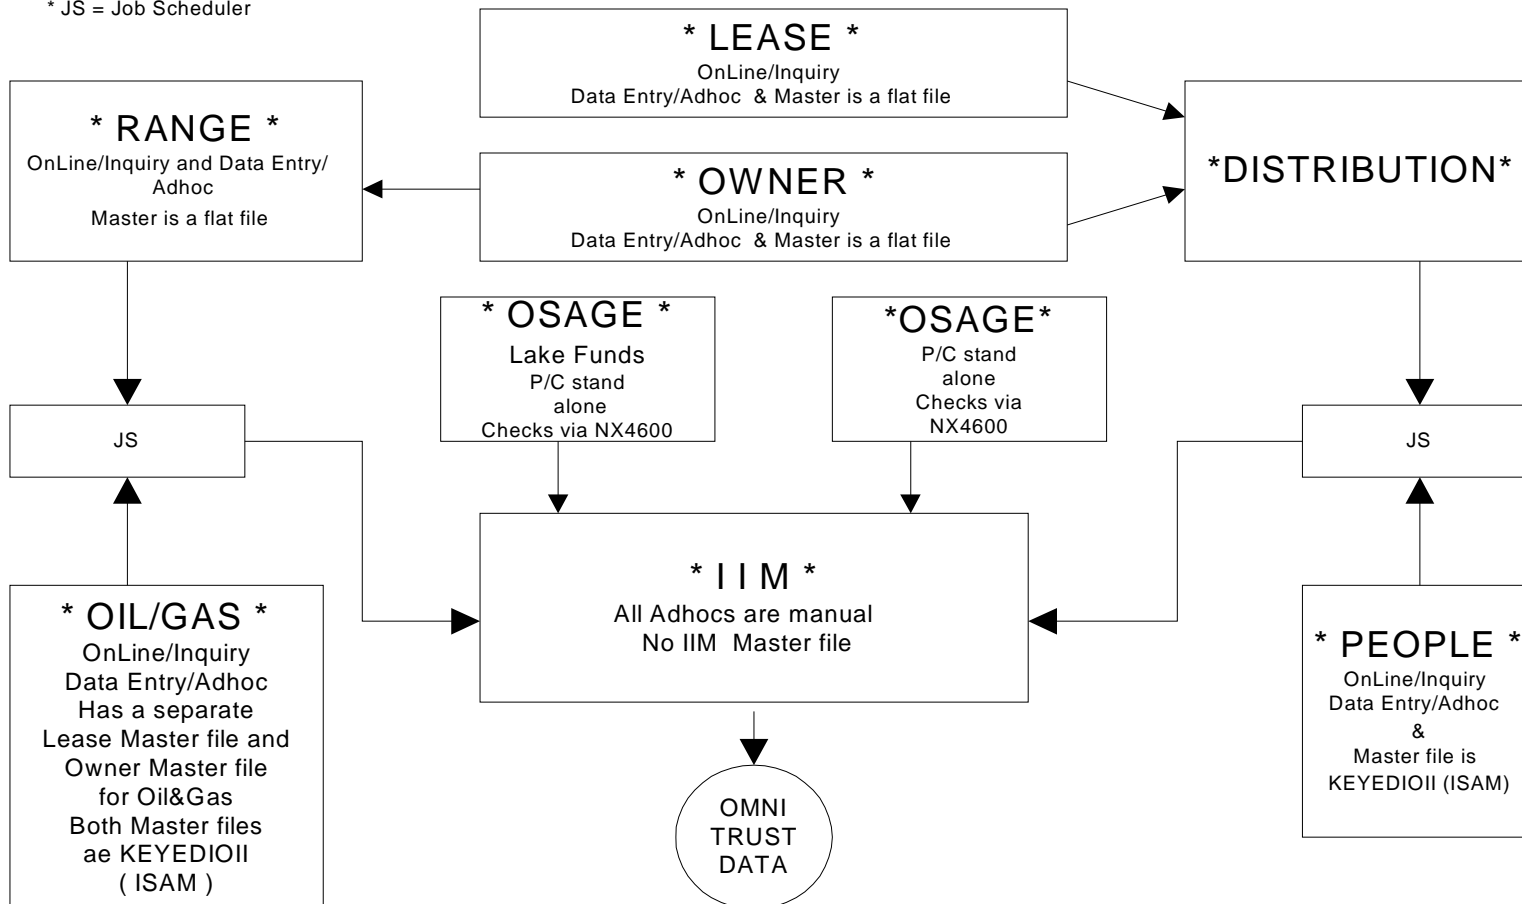 * JS = Job Scheduler
* LEASE *
OnLine/Inquiry
Data Entry/Adhoc & Master is a flat file
* RANGE *
OnLine/Inquiry and Data Entry/
Adhoc
Master is a flat file
* OWNER *
OnLine/Inquiry
Data Entry/Adhoc & Master is a flat file
*DISTRIBUTION*
* OSAGE *
Lake Funds
P/C stand
alone
Checks via NX4600
*OSAGE*
P/C stand
alone
Checks via
NX4600
JS
JS
* I I M *
All Adhocs are manual
No IIM Master file
* OIL/GAS *
OnLine/Inquiry
Data Entry/Adhoc
Has a separate
Lease Master file and
Owner Master file
for Oil&Gas
Both Master files
ae KEYEDIOII
( ISAM )
* PEOPLE *
OnLine/Inquiry
Data Entry/Adhoc
&
Master file is
KEYEDIOII (ISAM)
OMNI
TRUST
DATA